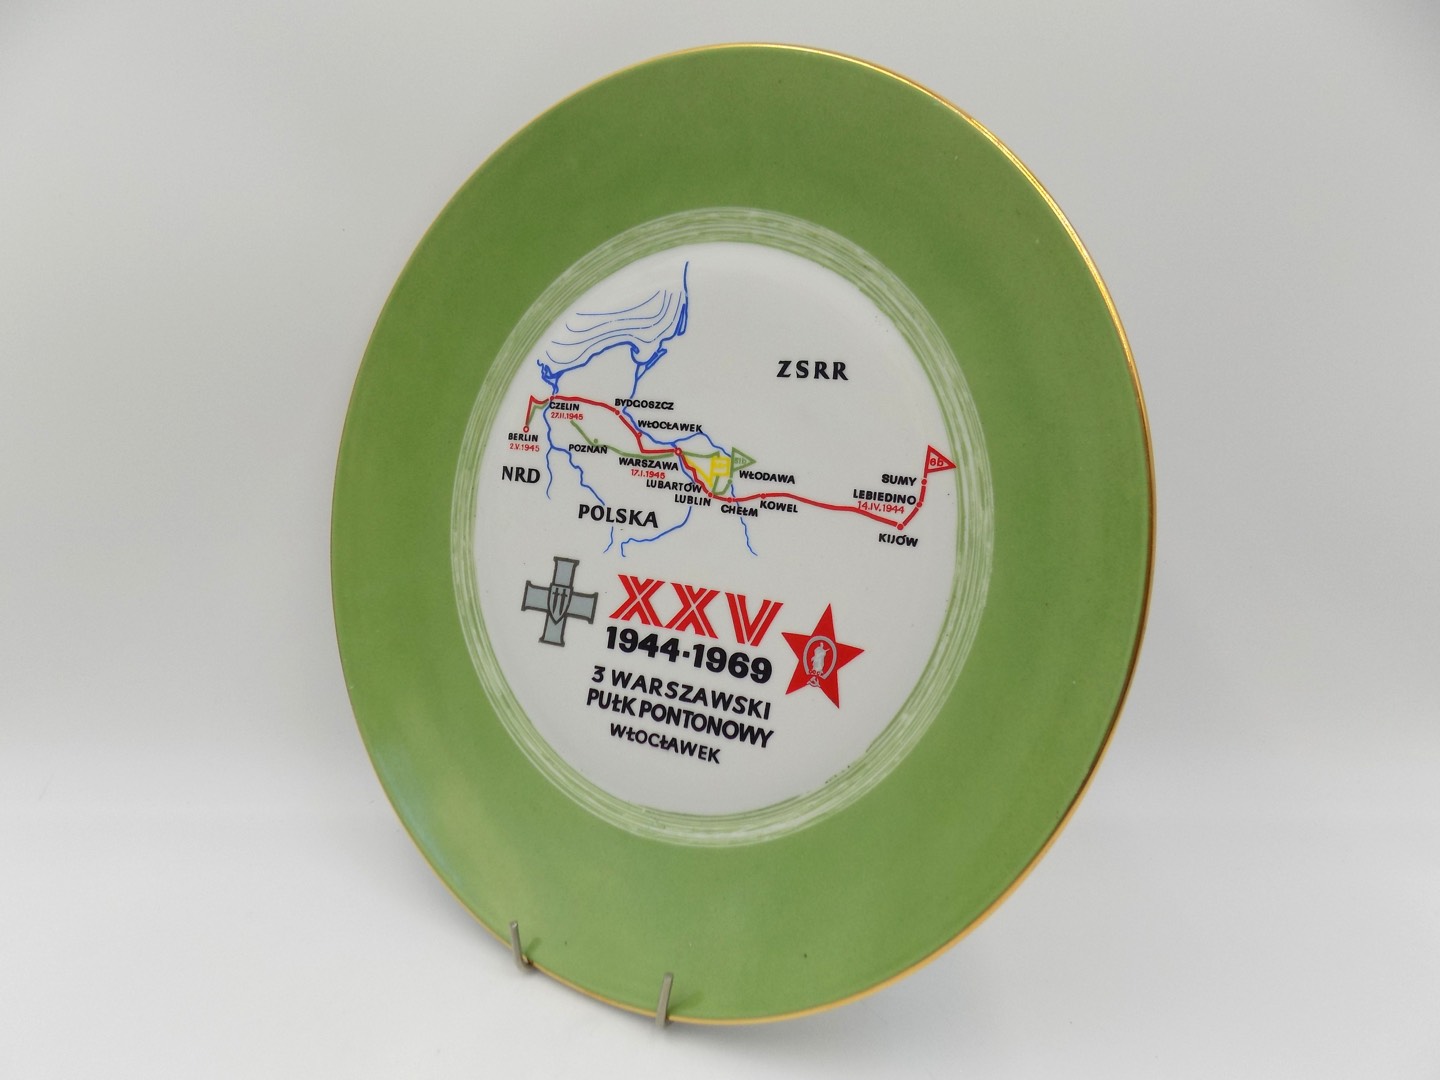 ZSRR
CZELIN
27.II.1945
BYDGOSZCZ
WŁOCŁAWEK
BERLIN
2.V.1945
POZNAŃ
WARSZAWA
17.I.1945
WŁODAWA
66
NRD
LUBARTÓW
LUBLIN
CHEŁM
KOWEL
SUMY
LEBIEDINO
14.IV.1944
KIJÓW
POLSKA
XXV
1944-1969
3 WARSZAWSKI
PUŁK PONTONOWY
WŁOCŁAWEK